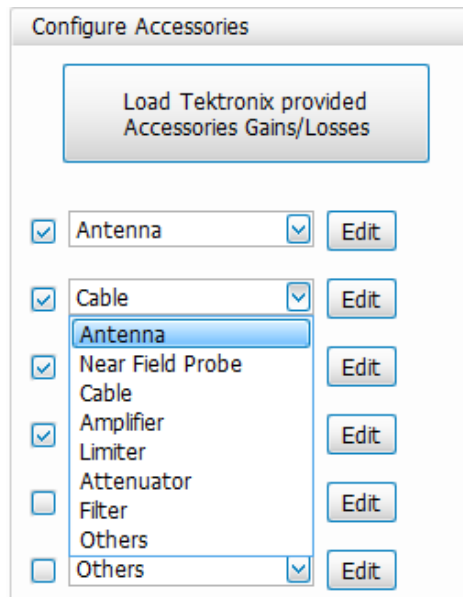 Configure Accessories
Load Tektronix provided
Accessories Gains/Losses
Antenna
Edit
Cable
Edit
Antenna
Near Field Probe
Edit
Cable
Amplifier
Edit
Limiter
Attenuator
Edit
Filter
Others
Others
Edit